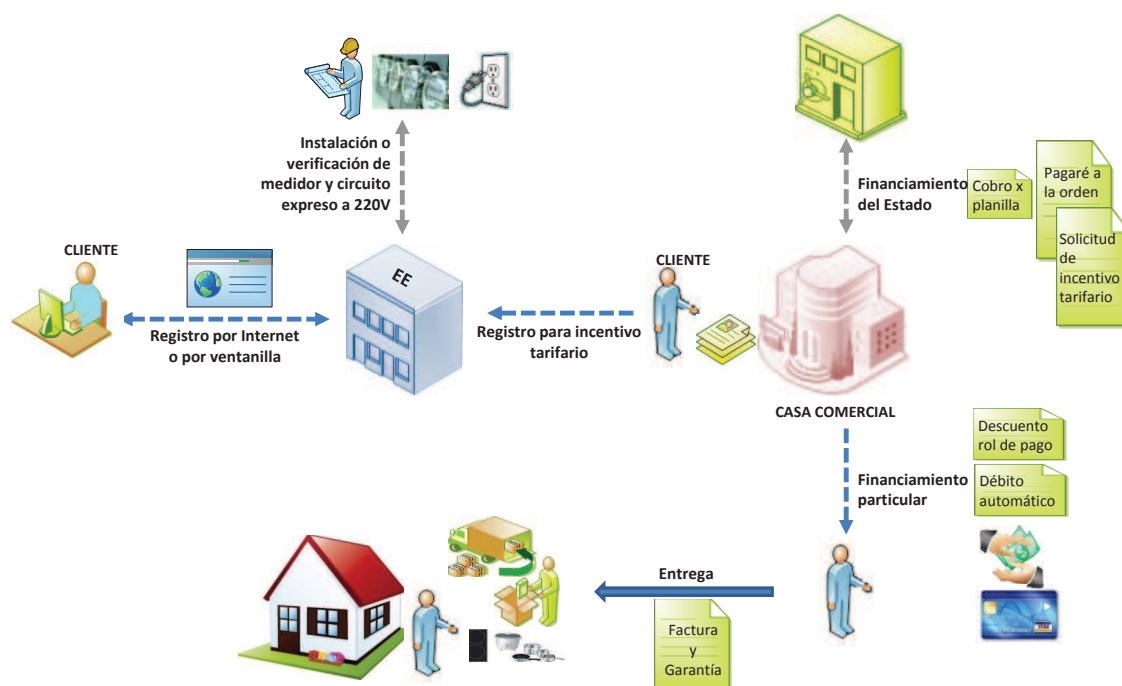 Instalación o
verificación de
medidor y circuito
expreso a 220V
Financiamiento
del Estado
Cobro x
planilla
Pagaré a
la orden
Solicitud
de
incentivo
tarifario
CLIENTE
Registro por Internet
o por ventanilla
EE
Registro para incentivo
tarifario
CLIENTE
CASA COMERCIAL
Financiamiento
particular
Descuento
rol de pago
Débito
automático
Entrega
Factura
y
Garantía
VISA